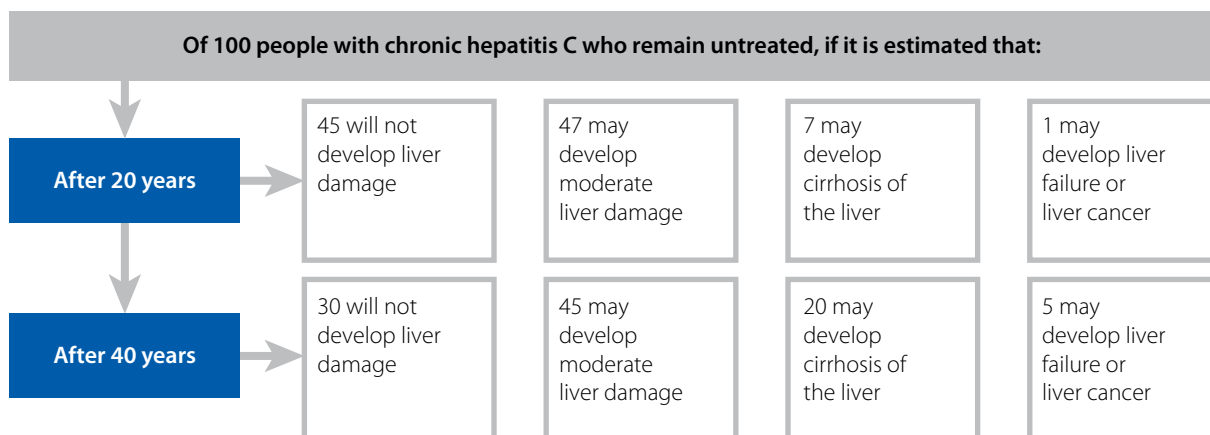 Of 100 people with chronic hepatitis C who remain untreated, if it is estimated that:
After 20 years
45 will not
develop liver
damage
47 may
develop
moderate
liver damage
7 may
develop
cirrhosis of
the liver
1 may
develop liver
failure or
liver cancer
After 40 years
30 will not
develop liver
damage
45 may
develop
moderate
liver damage
20 may
develop
cirrhosis of
the liver
5 may
develop liver
failure or
liver cancer